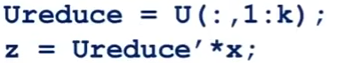 Ureduce = U(:,1:k);
z = Ureduce’*x;